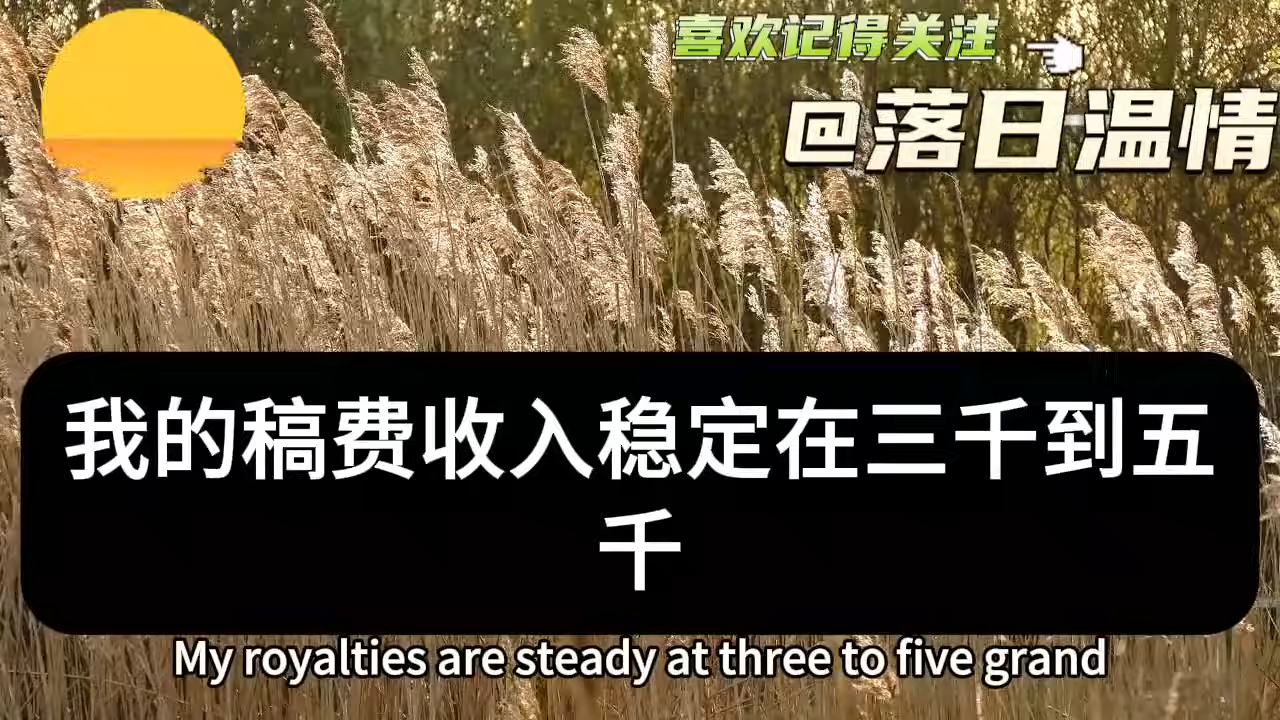 喜欢记得关注
@落日温情
我的稿费收入稳定在三千到五
千
My royalties are steady at three to five grand